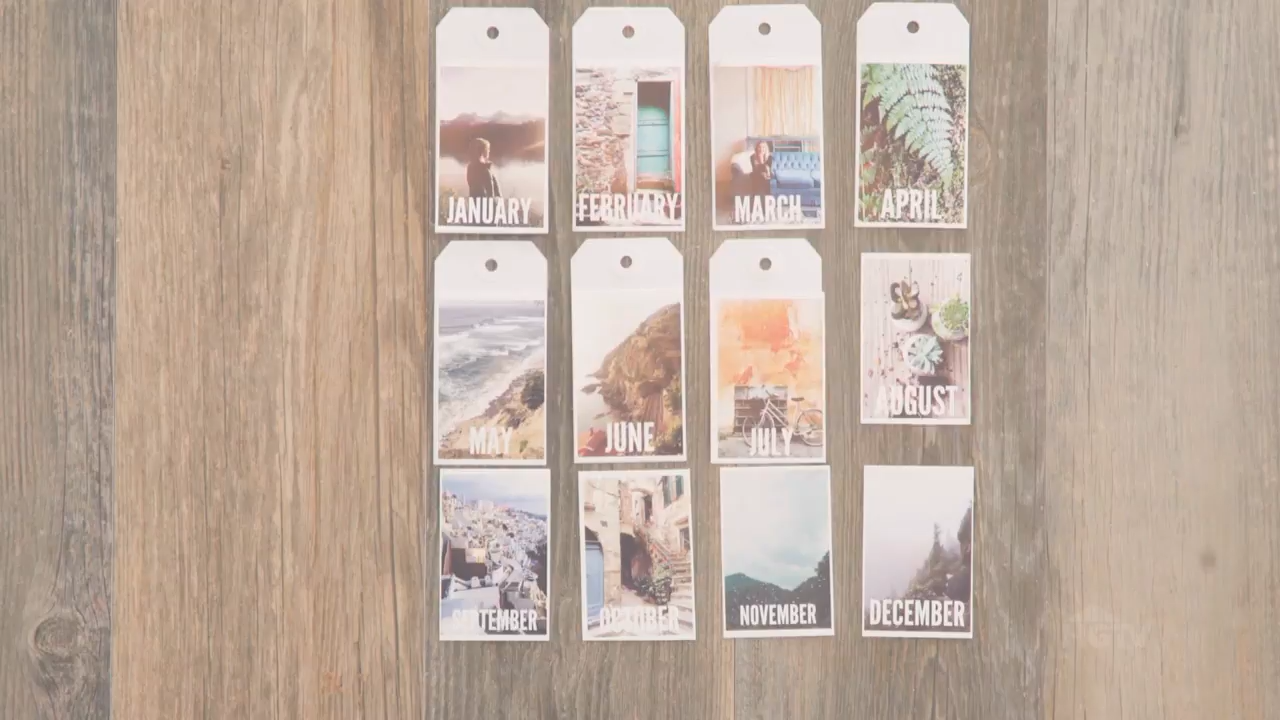 JANUARY
FEBRUARY
MARCH
APRIL
MAY
JUNE
JULY
AUGUST
SEPTEMBER
OCTOBER
NOVEMBER
DECEMBER